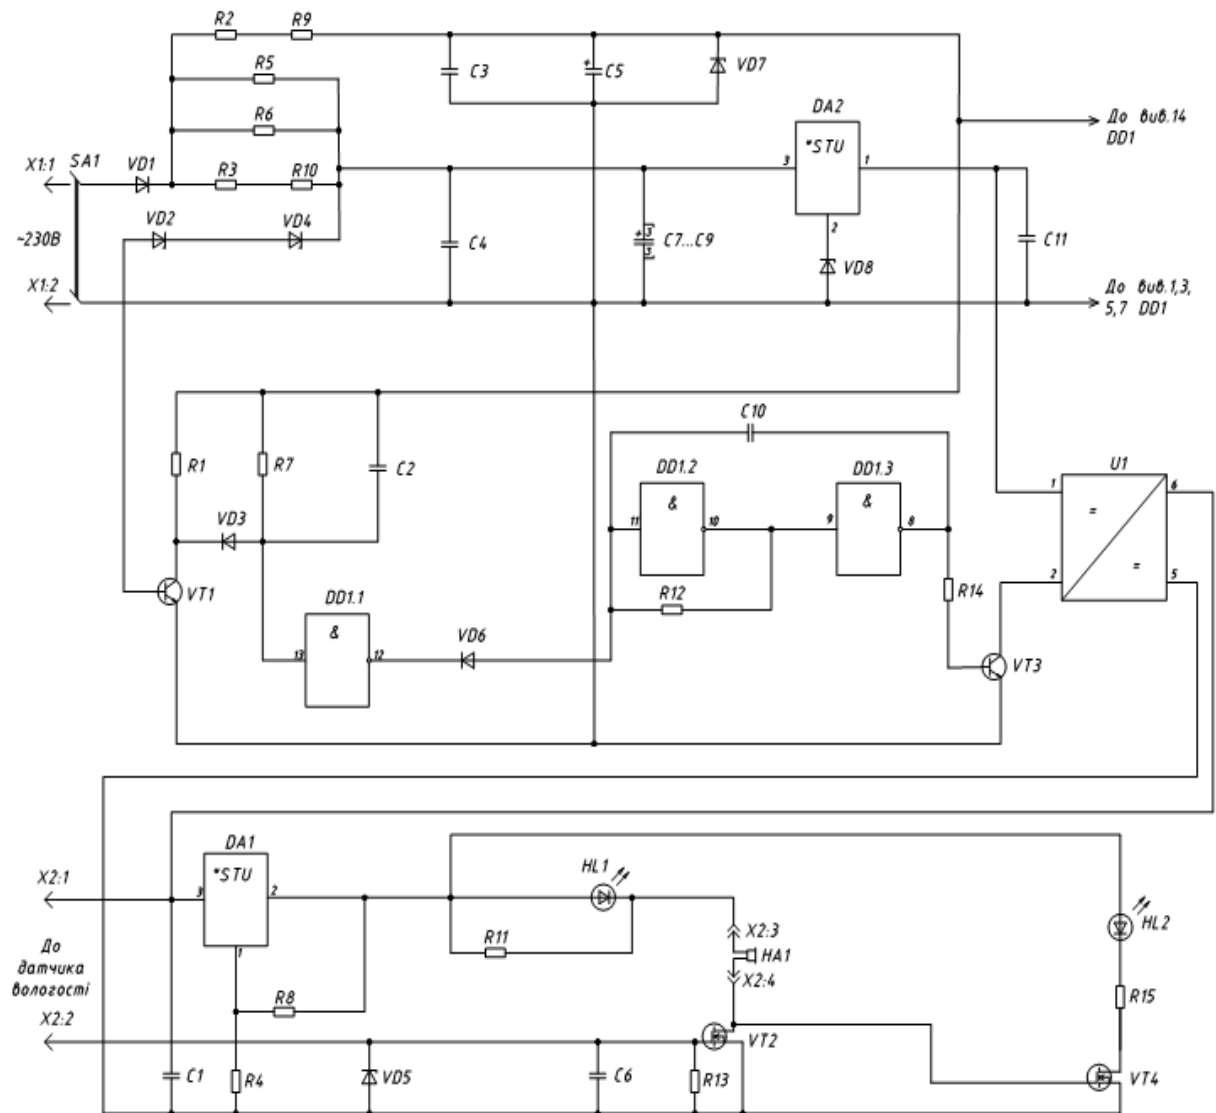 R2 R9
R5
C3
C5
VD7
R6
DA2
До вив.14
DD1
X1:1
SA1
VD1
R3 R10
3
*STU
1
~230В
VD2
VD4
2
C4
+
3
3
C7...C9
VD8
C11
X1:2
До вив.1,3,
5,7 DD1
+
C10
R1
R7
C2
DD1.2
DD1.3
U1
&
&
1
6
VD3
11
10
9
8
=
=
VT1
DD1.1
R12
R14
2
5
&
VD6
13
12
VT3
DA1
X2:1
*STU
3
2
HL1
HL2
До
датчика
вологості
1
R11
X2:3
HA1
X2:4
X2:2
R8
R15
VT2
C1
R4
VD5
C6
R13
VT4